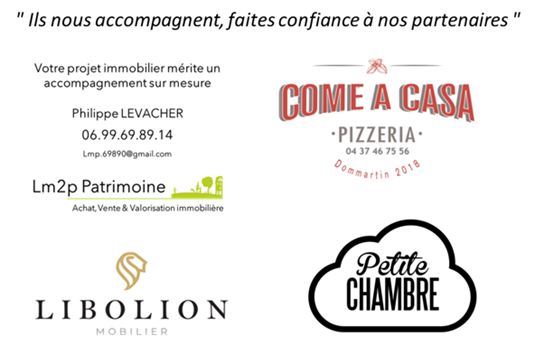 " Ils nous accompagnent, faites confiance à nos partenaires "
Votre projet immobilier mérite un
accompagnement sur mesure
Philippe LEVACHER
06.99.69.89.14
Lmp.69890@gmail.com
Lm2p Patrimoine
Achat, Vente & Valorisation immobilière
COME A CASA
·PIZZERIA·
04 37 46 75 56
Dommartin 2018
LIBOLION
MOBILIER
Petite
CHAMBRE